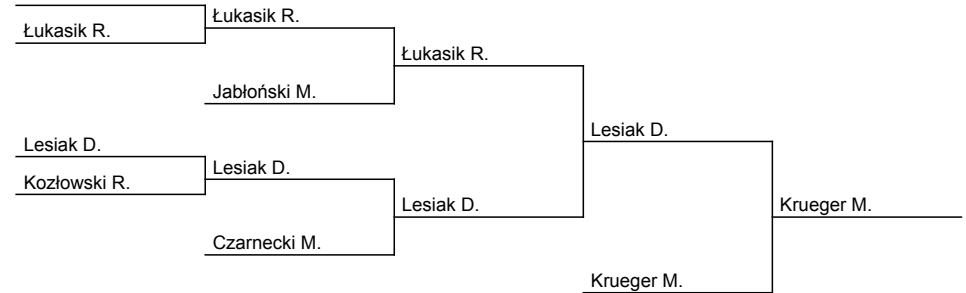 Łukasik R.
Łukasik R.
Łukasik R.
Jabłoński M.
Lesiak D.
Lesiak D.
Lesiak D.
Kozłowski R.
Lesiak D.
Krueger M.
Czarnecki M.
Krueger M.